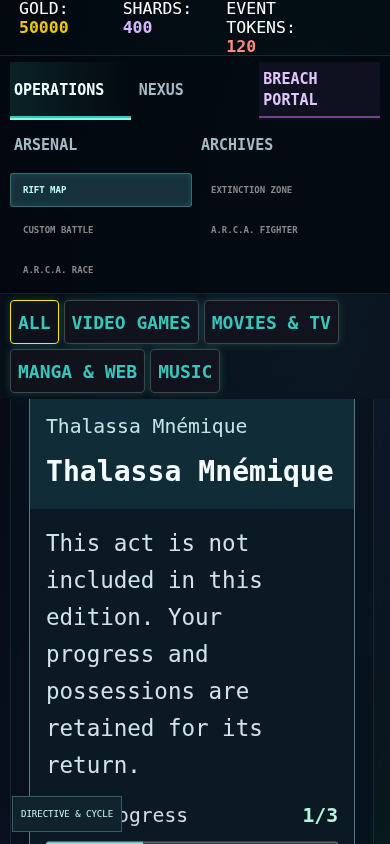 GOLD: SHARDS: EVENT
50000 400 TOKENS:
120
OPERATIONS NEXUS BREACH
PORTAL
ARSENAL ARCHIVES
RIFT MAP EXTINCTION ZONE
CUSTOM BATTLE A.R.C.A. FIGHTER
A.R.C.A. RACE
ALL VIDEO GAMES MOVIES & TV
MANGA & WEB MUSIC
Thalassa Mnémique
Thalassa Mnémique
This act is not
included in this
edition. Your
progress and
possessions are
retained for its
return.
ogress 1/3
DIRECTIVE & CYCLE